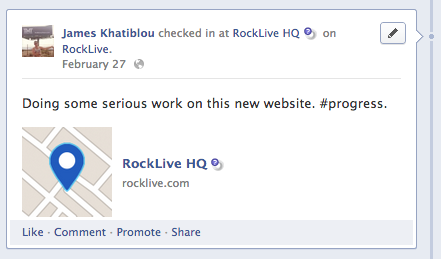 James Khatiblou checked in at RockLive HQ on
RockLive.
February 27
Doing some serious work on this new website. #progress.
RockLive HQ
rocklive.com
Like · Comment · Promote · Share